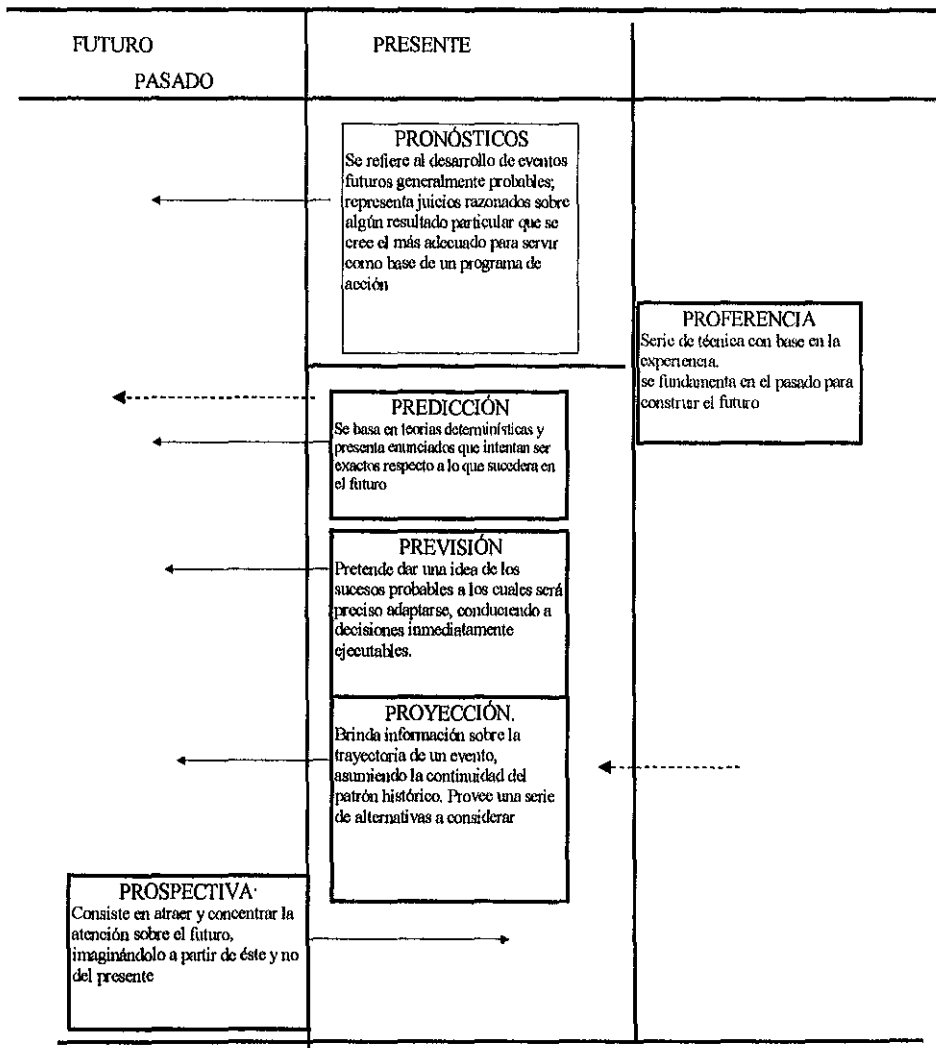 FUTURO
PRESENTE
PASADO
PRONÓSTICOS
Se refiere al desarrollo de eventos
futuros generalmente probables;
representa juicios razonados sobre
algún resultado particular que se
cree el más adecuado para servir
como base de un programa de
acción
PROFERENCIA
Serie de técnica con base en la
experiencia.
se fundamenta en el pasado para
construir el futuro
PREDICCIÓN
Se basa en teorías determinísticas y
presenta enunciados que intentan ser
exactos respecto a lo que sucedera en
el futuro
PREVISIÓN
Pretende dar una idea de los
sucesos probables a los cuales será
preciso adaptarse, conduciendo a
decisiones inmediatamente
ejecutables.
PROYECCIÓN.
Brinda información sobre la
trayectoria de un evento,
asumiendo la continuidad del
patrón histórico. Provee una serie
de alternativas a considerar
PROSPECTIVA
Consiste en atraer y concentrar la
atención sobre el futuro,
imaginándolo a partir de éste y no
del presente